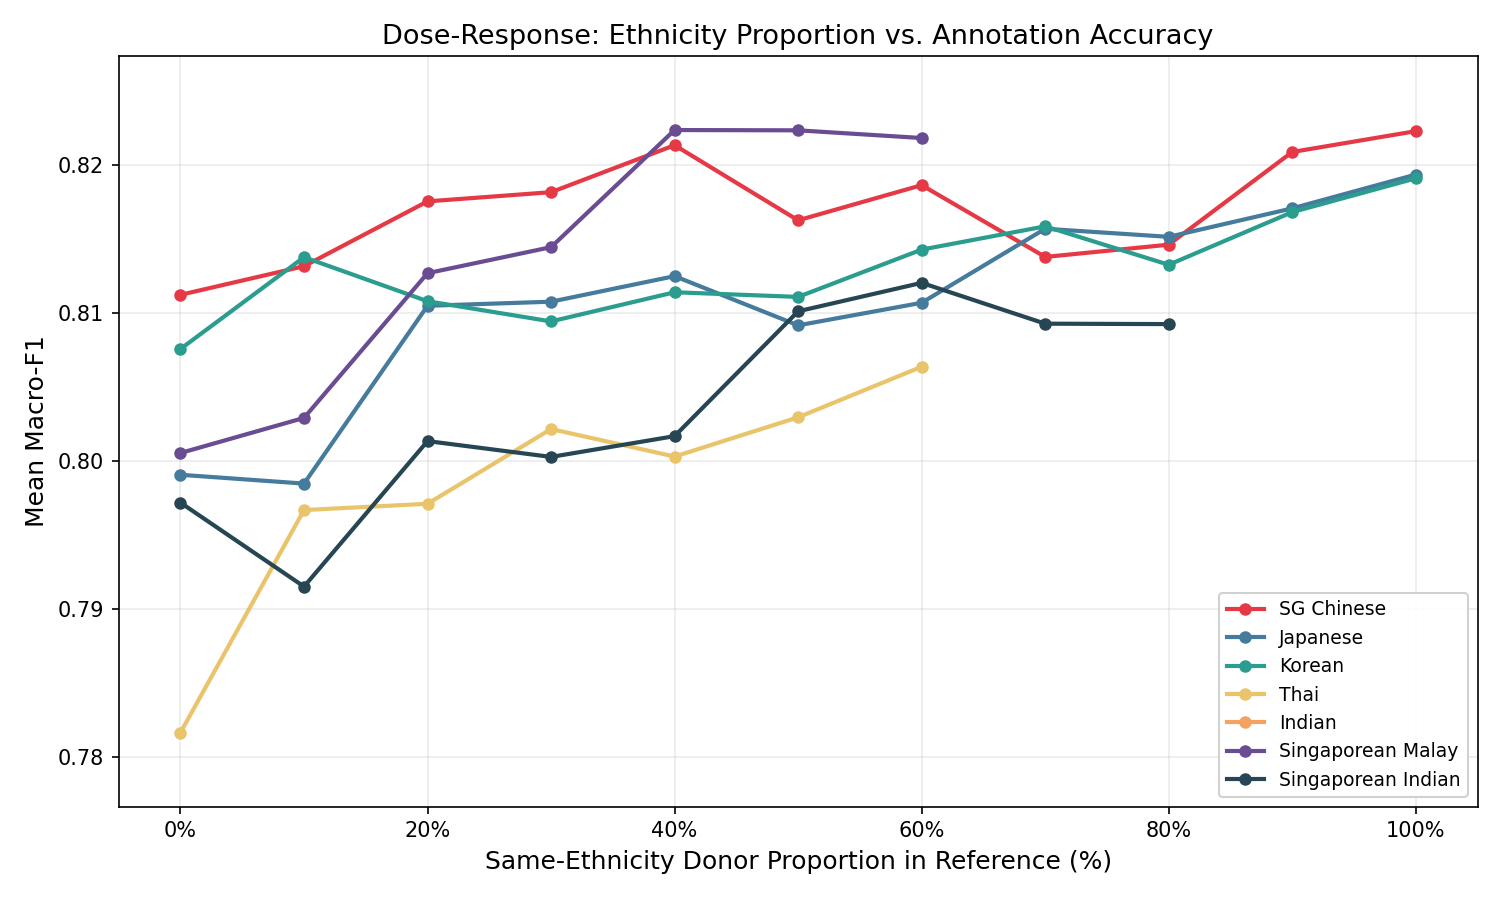 Dose-Response: Ethnicity Proportion vs. Annotation Accuracy
Mean Macro-F1
0.82
0.81
0.80
0.79
0.78
SG Chinese
Japanese
Korean
Thai
Indian
Singaporean Malay
Singaporean Indian
0% 20% 40% 60% 80% 100%
Same-Ethnicity Donor Proportion in Reference (%)